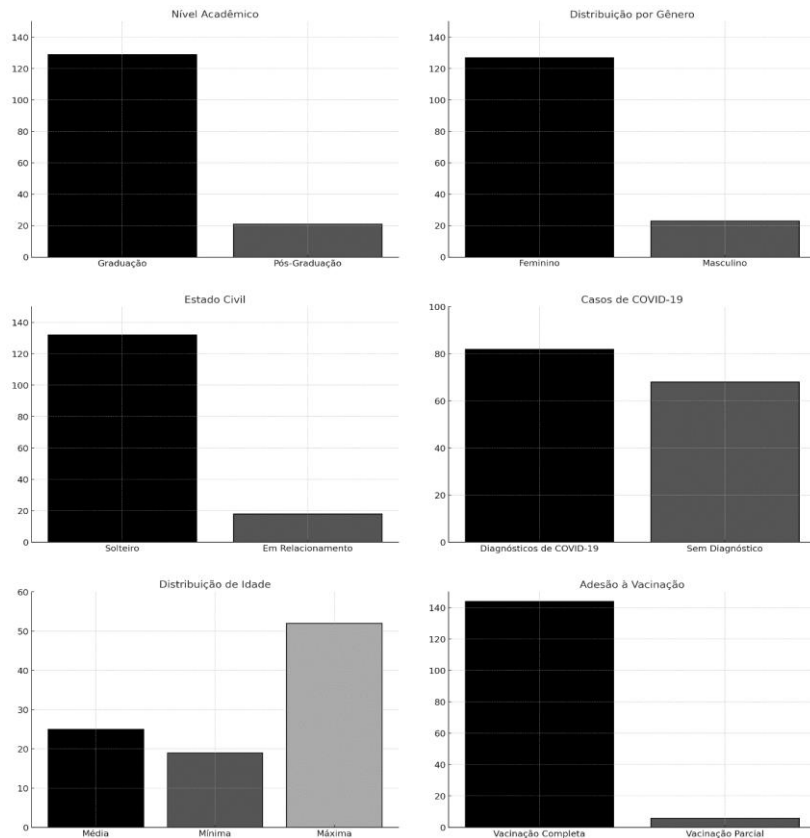 Nível Acadêmico
140
120
100
80
60
40
20
0
Graduação
Pós-Graduação
Distribuição por Gênero
140
120
100
80
60
40
20
0
Feminino
Masculino
Estado Civil
140
120
100
80
60
40
20
0
Solteiro
Em Relacionamento
Casos de COVID-19
100
80
60
40
20
0
Diagnósticos de COVID-19
Sem Diagnóstico
Distribuição de Idade
60
50
40
30
20
10
0
Média
Mínima
Máxima
Adesão à Vacinação
140
120
100
80
60
40
20
0
Vacinação Completa
Vacinação Parcial